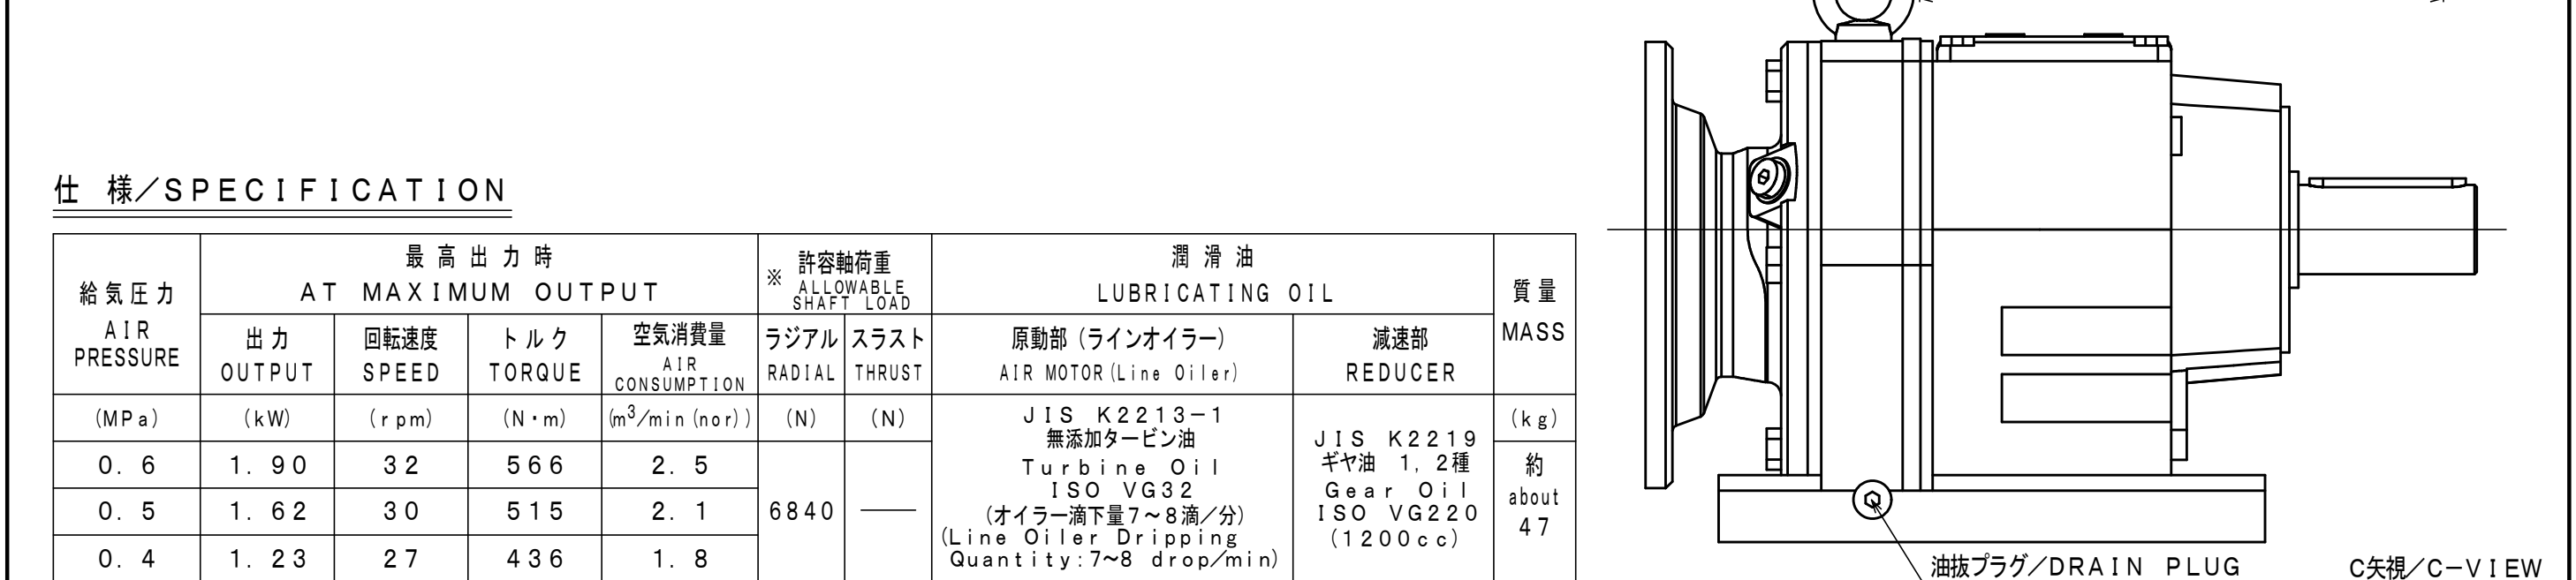 仕 様/SPECIFICATION
給気圧力
AIR
PRESSURE
最高出力時
AT MAXIMUM OUTPUT
出力
OUTPUT
回転速度
SPEED
トルク
TORQUE
空気消費量
AIR
CONSUMPTION
※ 許容軸荷重
ALLOWABLE
SHAFT LOAD
ラジアル
RADIAL
スラスト
THRUST
潤滑油
LUBRICATING OIL
原動部(ラインオイラー)
AIR MOTOR(Line Oiler)
減速部
REDUCER
質量
MASS
(MPa) (kW) (rpm) (N・m) (m³/min(nor)) (N) (N) (kg)
0.6 1.90 32 566 2.5
0.5 1.62 30 515 2.1
0.4 1.23 27 436 1.8
6840 ―
JIS K2213-1
無添加タービン油
Turbine Oil
ISO VG32
(オイラー滴下量7~8滴/分)
(Line Oiler Dripping
Quantity:7~8 drop/min)
JIS K2219
ギヤ油 1,2種
Gear Oil
ISO VG220
(1200cc)
約
about
47
油抜プラグ/DRAIN PLUG
C矢視/C-VIEW